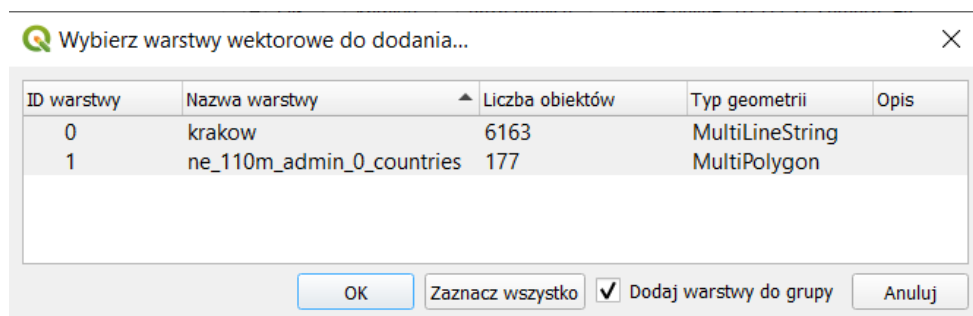 Wybierz warstwy wektorowe do dodania...
ID warstwy Nazwa warstwy Liczba obiektów Typ geometrii Opis
0 krakow 6163 MultiLineString
1 ne_110m_admin_0_countries 177 MultiPolygon
OK Zaznacz wszystko Dodaj warstwy do grupy Anuluj